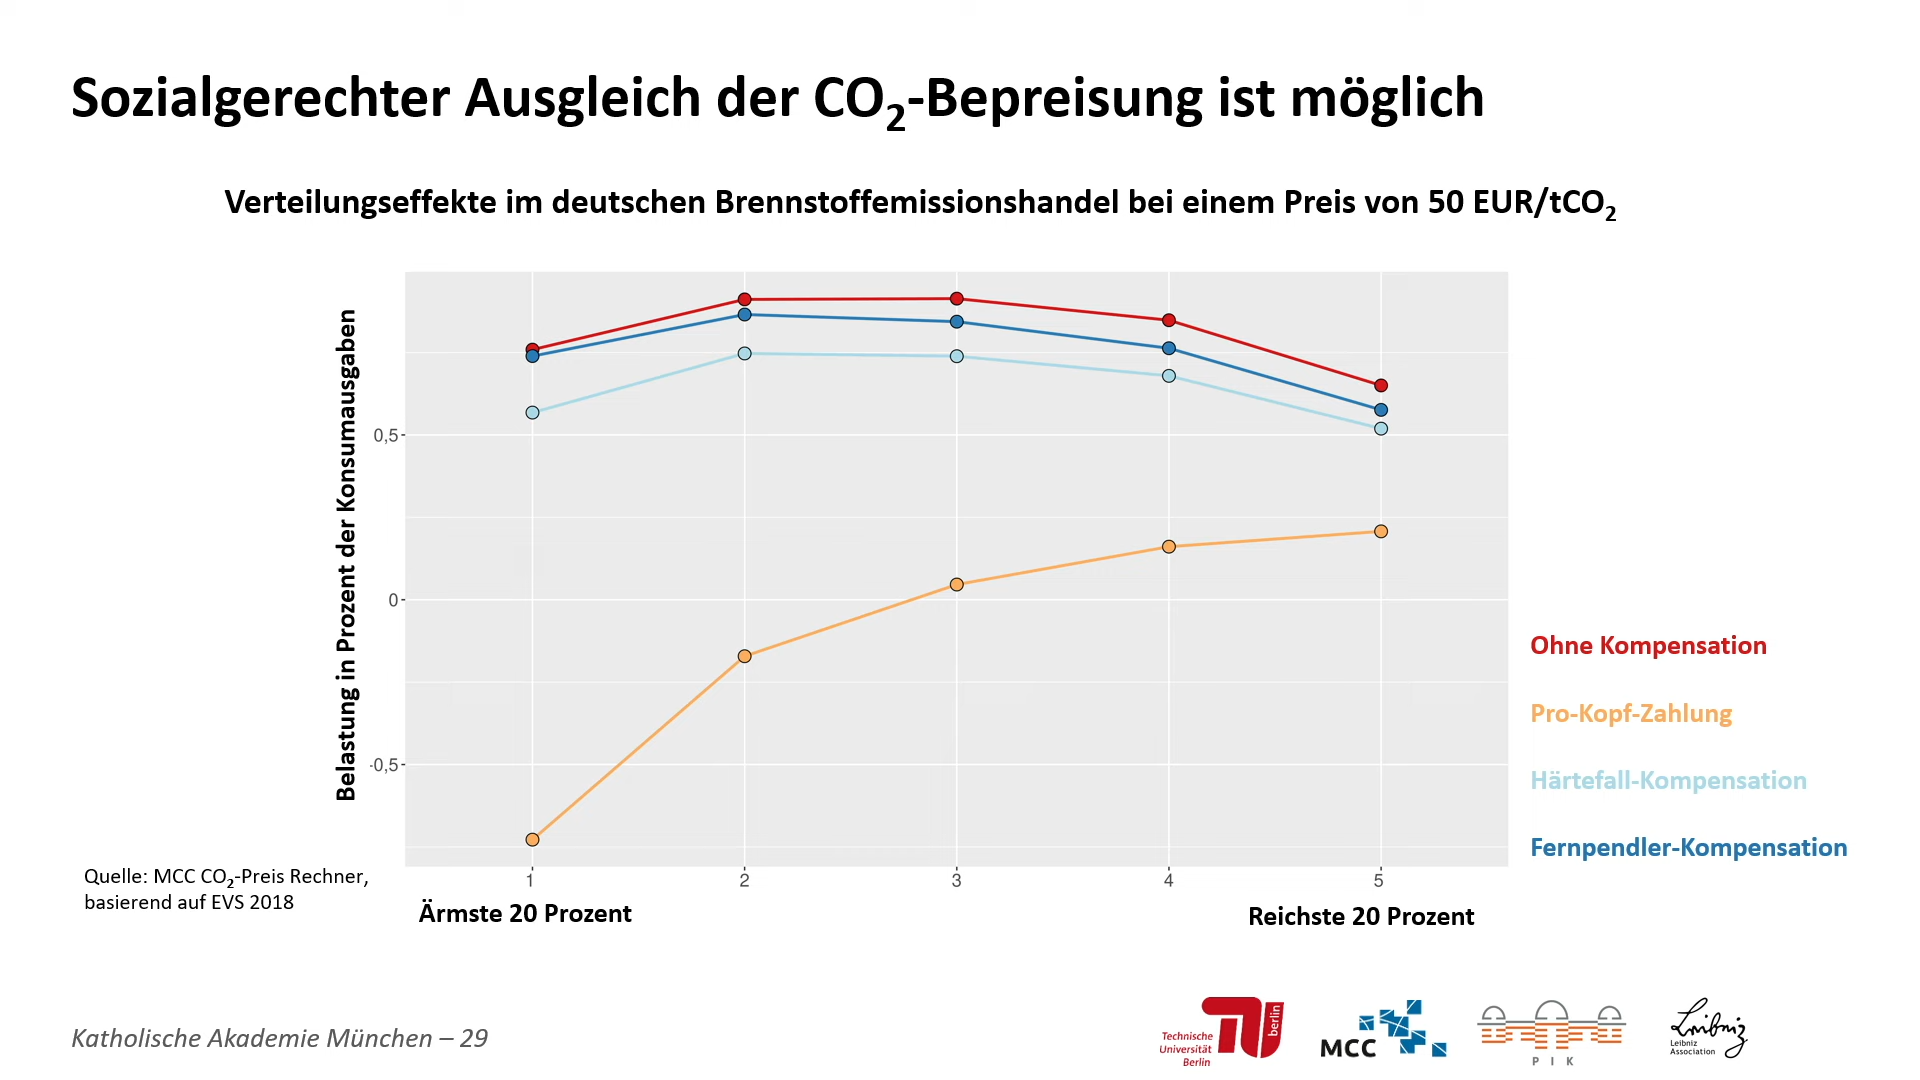 Sozialgerechter Ausgleich der CO₂-Bepreisung ist möglich
Verteilungseffekte im deutschen Brennstoffemissionshandel bei einem Preis von 50 EUR/tCO₂
Belastung in Prozent der Konsumausgaben
0,5
0
-0,5
1
2
3
4
5
Ärmste 20 Prozent
Reichste 20 Prozent
Ohne Kompensation
Pro-Kopf-Zahlung
Härtefall-Kompensation
Fernpendler-Kompensation
Quelle: MCC CO₂-Preis Rechner,
basierend auf EVS 2018
Katholische Akademie München – 29
Technische
Universität
Berlin
berlin
MCC
P I K
Leibniz
Leibniz
Association